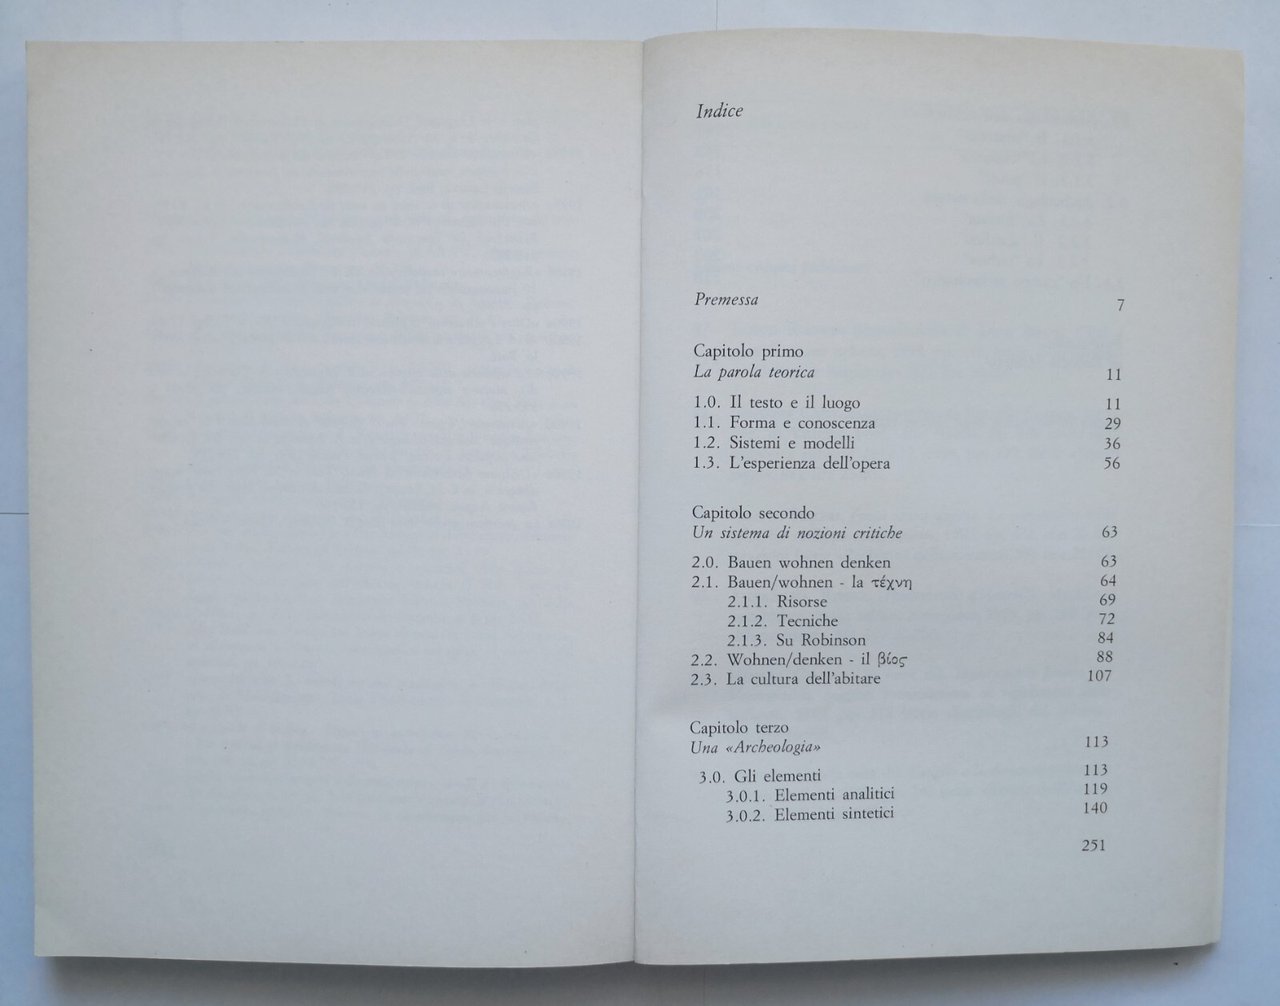 Indice
Premessa 7
Capitolo primo
La parola teorica 11
1.0. Il testo e il luogo 11
1.1. Forma e conoscenza 29
1.2. Sistemi e modelli 36
1.3. L'esperienza dell'opera 56
Capitolo secondo
Un sistema di nozioni critiche 63
2.0. Bauen wohnen denken 63
2.1. Bauen/wohnen - la τέχνη 64
2.1.1. Risorse 69
2.1.2. Tecniche 72
2.1.3. Su Robinson 84
2.2. Wohnen/denken - il βίος 88
2.3. La cultura dell'abitare 107
Capitolo terzo
Una «Archeologia» 113
3.0. Gli elementi 113
3.0.1. Elementi analitici 119
3.0.2. Elementi sintetici 140
251